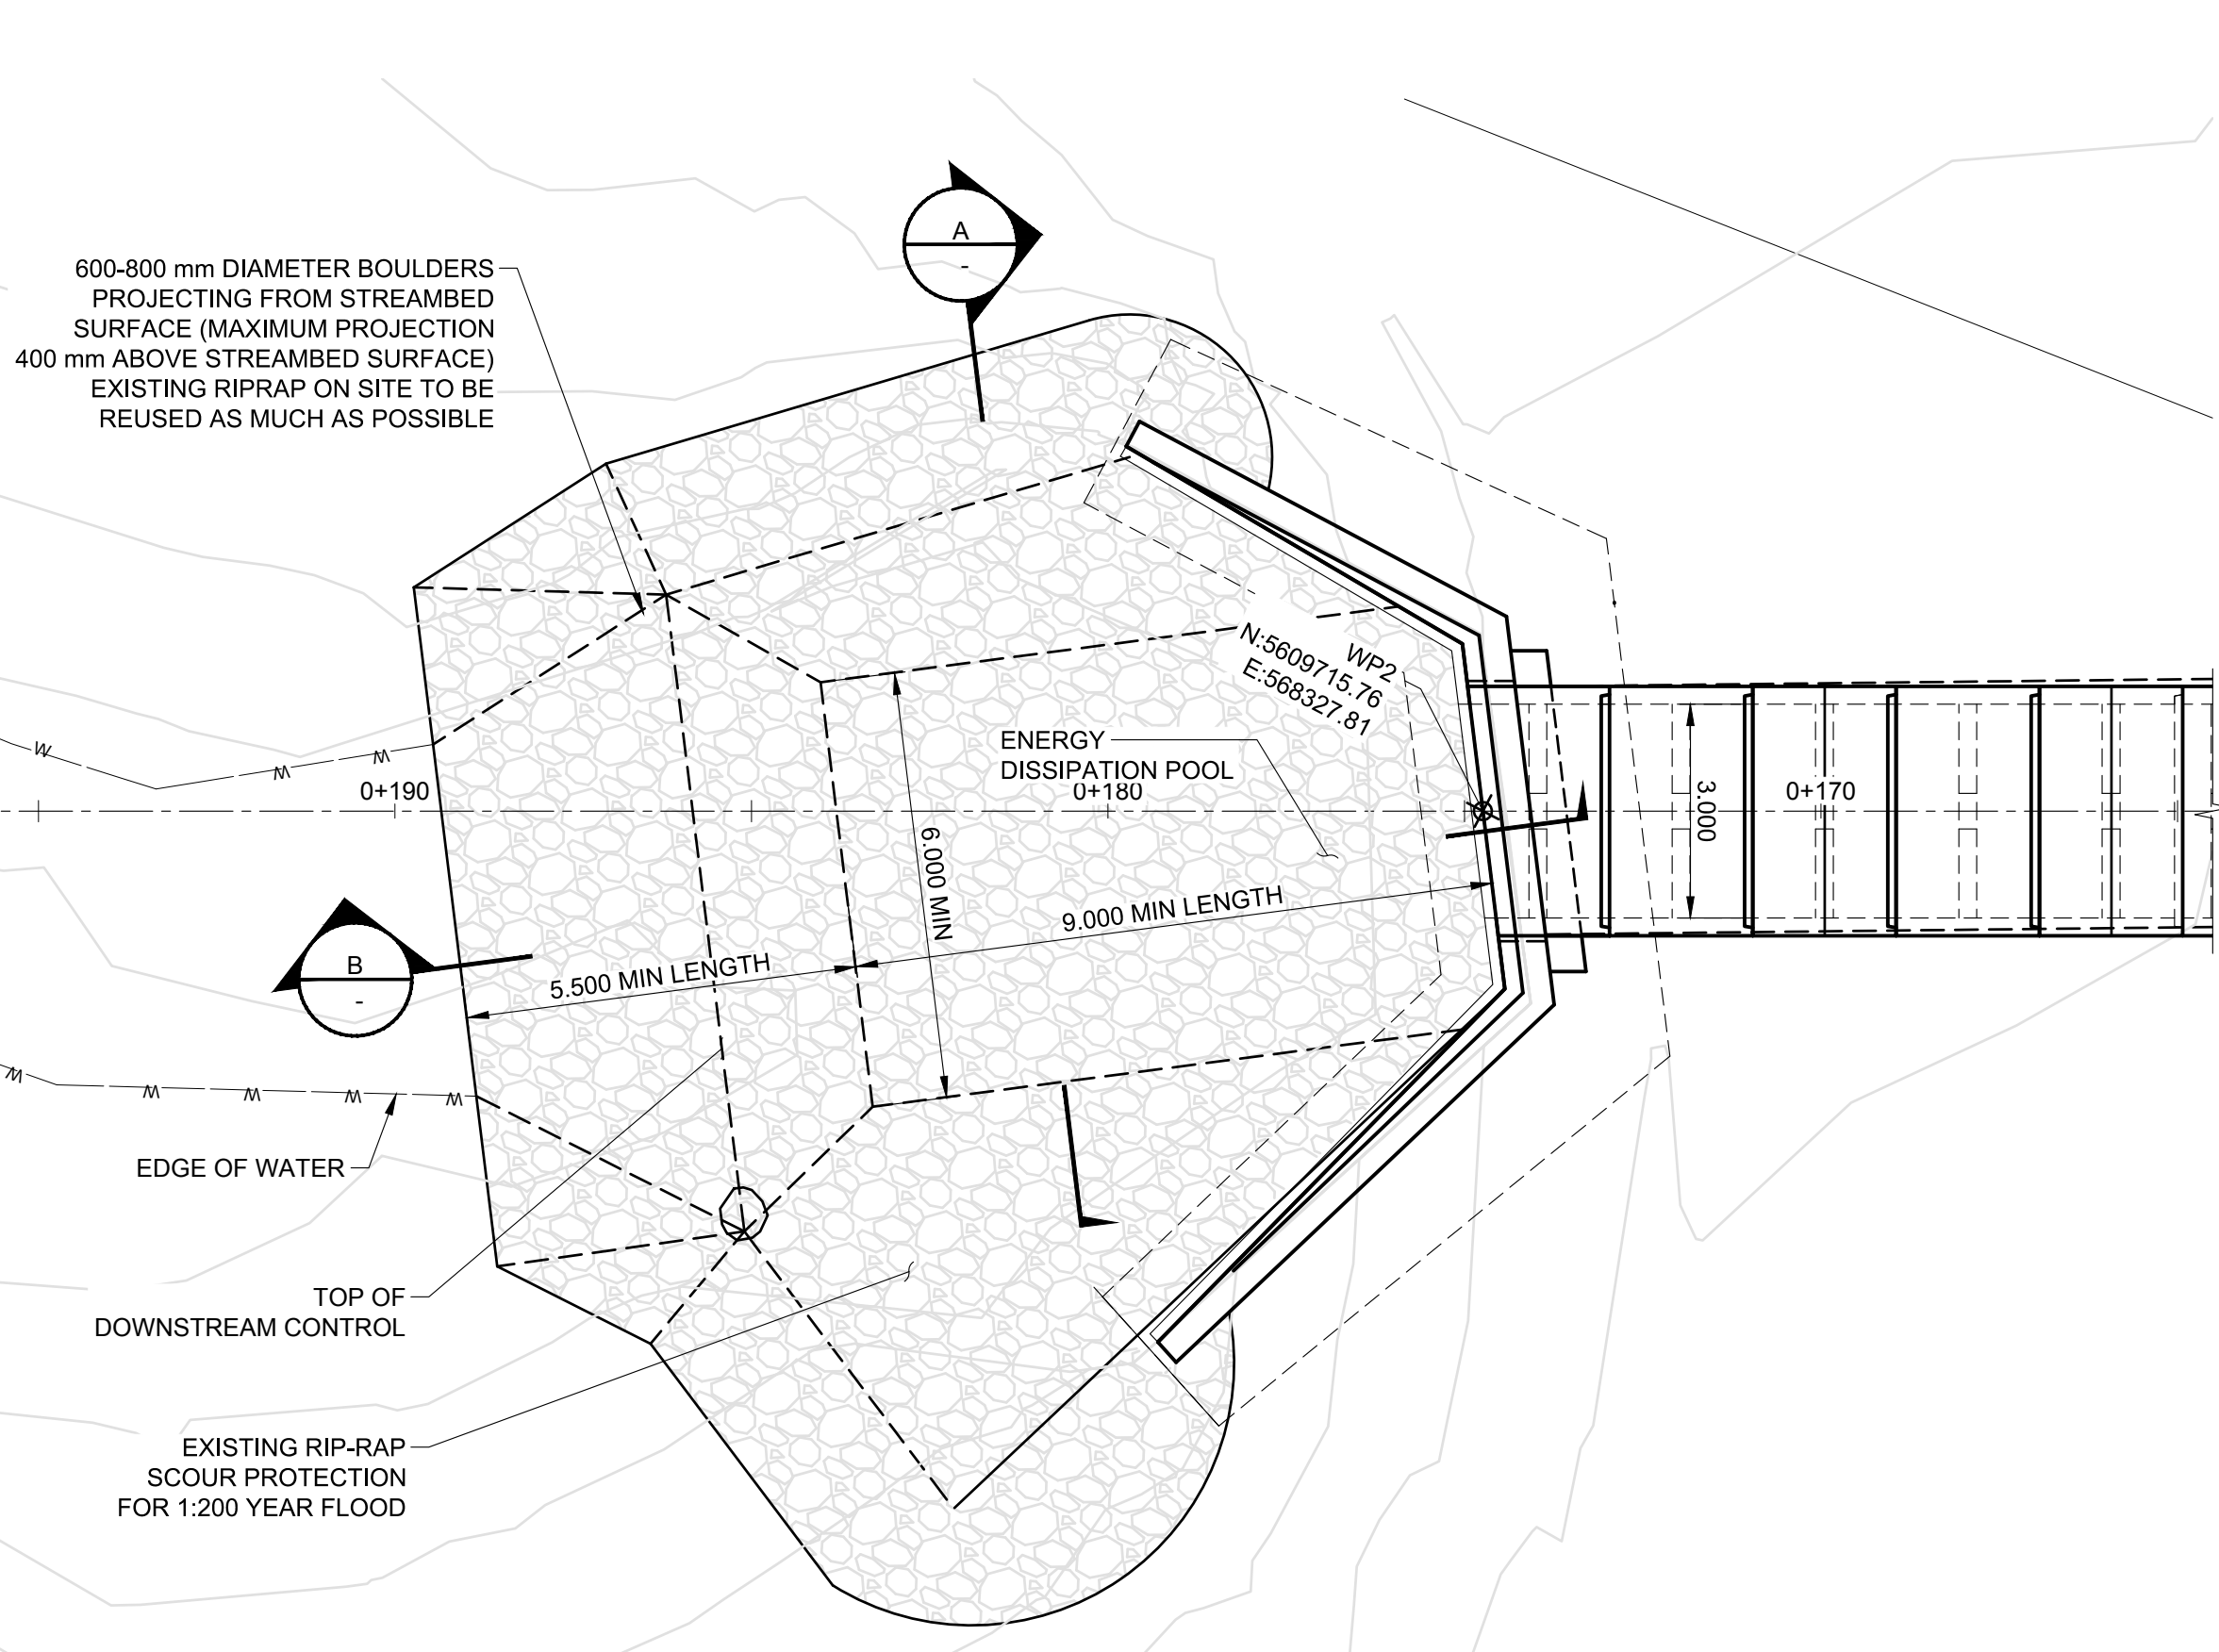 A
-
600-800 mm DIAMETER BOULDERS
PROJECTING FROM STREAMBED
SURFACE (MAXIMUM PROJECTION
400 mm ABOVE STREAMBED SURFACE)
EXISTING RIPRAP ON SITE TO BE
REUSED AS MUCH AS POSSIBLE
WP2
N:5609715.76
E:568327.81
ENERGY
DISSIPATION POOL
W
W
W
0+190
0+180
0+170
3.000
6.000 MIN
9.000 MIN LENGTH
5.500 MIN LENGTH
B
-
W
W
W
W
W
EDGE OF WATER
TOP OF
DOWNSTREAM CONTROL
EXISTING RIP-RAP
SCOUR PROTECTION
FOR 1:200 YEAR FLOOD